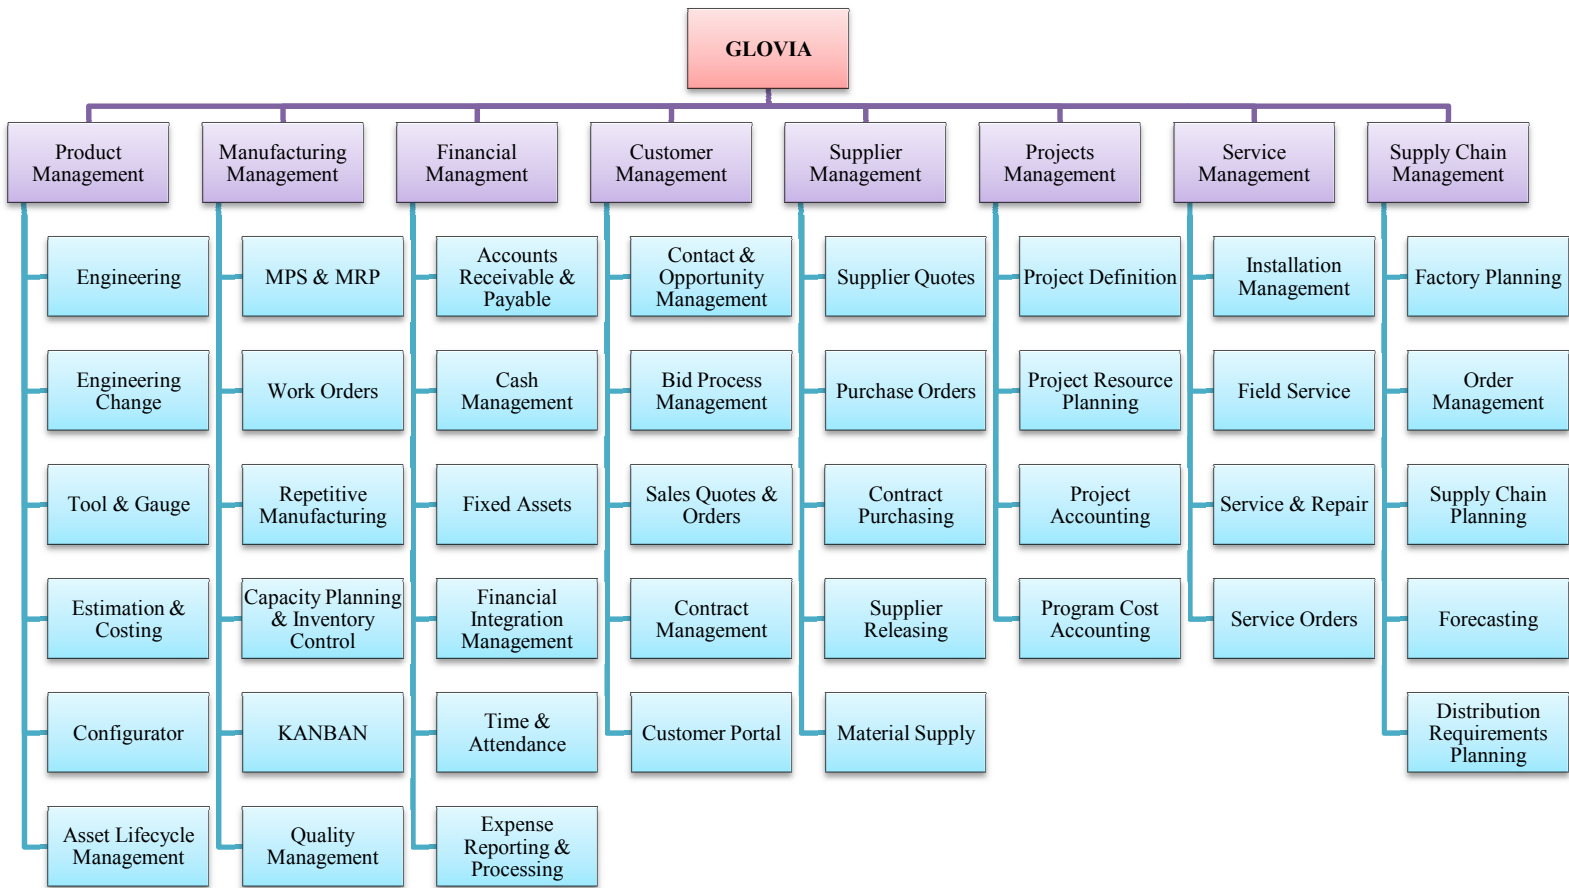 GLOVIA
Product
Management
Manufacturing
Management
Financial
Managment
Customer
Management
Supplier
Management
Projects
Management
Service
Management
Supply Chain
Management
Engineering
MPS & MRP
Accounts
Receivable &
Payable
Contact &
Opportunity
Management
Supplier Quotes
Project Definition
Installation
Management
Factory Planning
Engineering
Change
Work Orders
Cash
Management
Bid Process
Management
Purchase Orders
Project Resource
Planning
Field Service
Order
Management
Tool & Gauge
Repetitive
Manufacturing
Fixed Assets
Sales Quotes &
Orders
Contract
Purchasing
Project
Accounting
Service & Repair
Supply Chain
Planning
Estimation &
Costing
Capacity Planning
& Inventory
Control
Financial
Integration
Management
Contract
Management
Supplier
Releasing
Program Cost
Accounting
Service Orders
Forecasting
Configurator
KANBAN
Time &
Attendance
Customer Portal
Material Supply
Distribution
Requirements
Planning
Asset Lifecycle
Management
Quality
Management
Expense
Reporting &
Processing